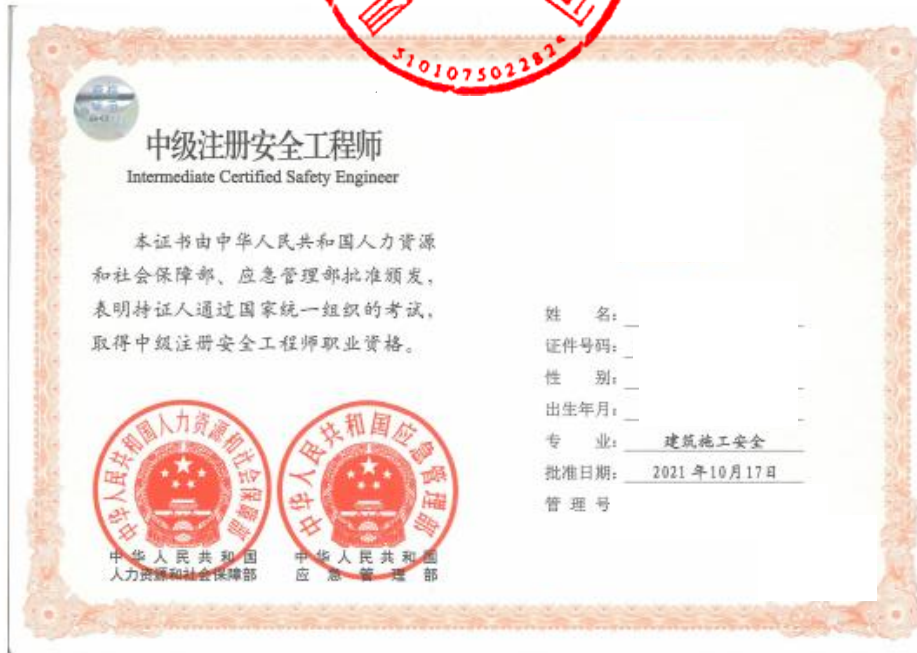 5101075022824
中级注册安全工程师
Intermediate Certified Safety Engineer
本证书由中华人民共和国人力资源
和社会保障部、应急管理部批准颁发，
表明持证人通过国家统一组织的考试，
取得中级注册安全工程师职业资格。
姓 名：
证件号码：
性 别：
出生年月：
专 业： 建筑施工安全
批准日期： 2021年10月17日
管 理 号
中华人民共和国人力资源和社会保障部
中华人民共和国应急管理部
中华人民共和国
人力资源和社会保障部
中华人民共和国
应急管理部